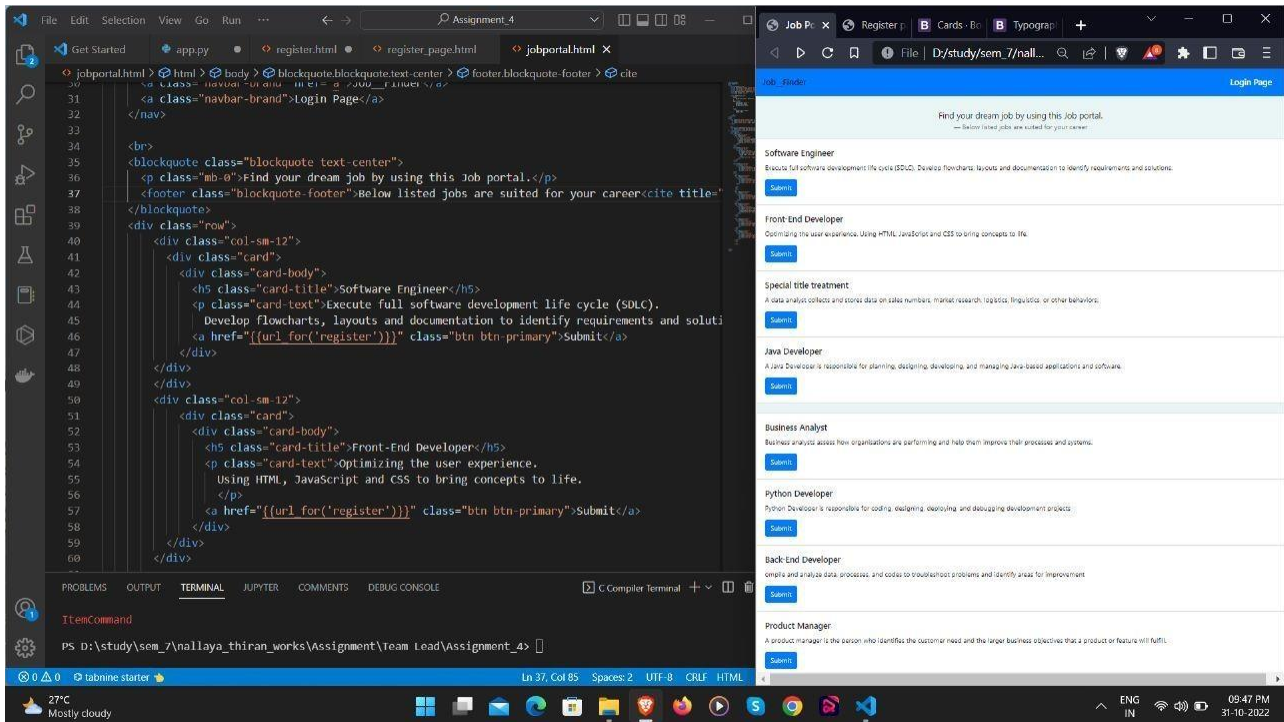 File Edit Selection View Go Run ··· Assignment_4
Get Started app.py register.html register_page.html jobportal.html
jobportal.html > html > body > blockquote.blockquote.text-center > footer.blockquote-footer > cite
30 <a class="navbar-brand" href="a">Job__Finder</a>
31 <a class="navbar-brand">Login Page</a>
32 </nav>
33
34 <br>
35 <blockquote class="blockquote text-center">
36 <p class="mb-0">Find your dream job by using this Job portal.</p>
37 <footer class="blockquote-footer">Below listed jobs are suited for your career<cite title="
38 </blockquote>
39 <div class="row">
40 <div class="col-sm-12">
41 <div class="card">
42 <div class="card-body">
43 <h5 class="card-title">Software Engineer</h5>
44 <p class="card-text">Execute full software development life cycle (SDLC).
45 Develop flowcharts, layouts and documentation to identify requirements and soluti
46 <a href="{{url_for('register')}}" class="btn btn-primary">Submit</a>
47 </div>
48 </div>
49 </div>
50 <div class="col-sm-12">
51 <div class="card">
52 <div class="card-body">
53 <h5 class="card-title">Front-End Developer</h5>
54 <p class="card-text">Optimizing the user experience.
55 Using HTML, JavaScript and CSS to bring concepts to life.
56 </p>
57 <a href="{{url_for('register')}}" class="btn btn-primary">Submit</a>
58 </div>
59 </div>
60 </div>
PROBLEMS OUTPUT TERMINAL JUPYTER COMMENTS DEBUG CONSOLE C Compiler Terminal
ItemCommand
PS D:\study\sem_7\nallaya_thiran_works\Assignment\Team Lead\Assignment_4>
2
1
0 0 tabnine starter Ln 37, Col 85 Spaces: 2 UTF-8 CRLF HTML
Job Po Register p Cards · Bo Typograp
File D:/study/sem_7/nall...
Job__Finder Login Page
Find your dream job by using this Job portal.
— Below listed jobs are suited for your career
Software Engineer
Execute full software development life cycle (SDLC). Develop flowcharts, layouts and documentation to identify requirements and solutions.
Submit
Front-End Developer
Optimizing the user experience. Using HTML, JavaScript and CSS to bring concepts to life.
Submit
Special title treatment
A data analyst collects and stores data on sales numbers, market research, logistics, linguistics, or other behaviors.
Submit
Java Developer
A Java Developer is responsible for planning, designing, developing, and managing Java-based applications and software.
Submit
Business Analyst
Business analysts assess how organisations are performing and help them improve their processes and systems.
Submit
Python Developer
Python Developer is responsible for coding, designing, deploying, and debugging development projects
Submit
Back-End Developer
ompile and analyze data, processes, and codes to troubleshoot problems and identify areas for improvement
Submit
Product Manager
A product manager is the person who identifies the customer need and the larger business objectives that a product or feature will fulfill.
Submit
27°C
Mostly cloudy
ENG
IN
09:47 PM
31-10-2022